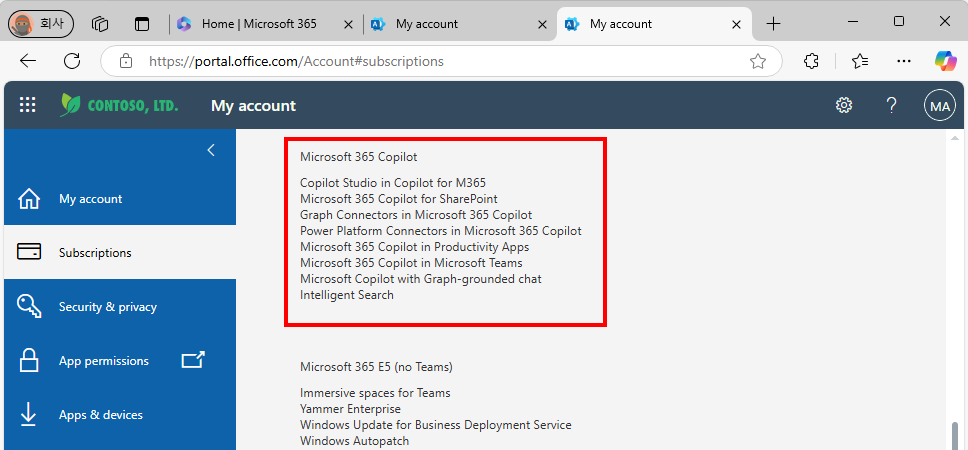 회사
Home | Microsoft 365
My account
My account
https://portal.office.com/Account#subscriptions
CONTOSO, LTD.
My account
?
MA
My account
Subscriptions
Security & privacy
App permissions
Apps & devices
Microsoft 365 Copilot
Copilot Studio in Copilot for M365
Microsoft 365 Copilot for SharePoint
Graph Connectors in Microsoft 365 Copilot
Power Platform Connectors in Microsoft 365 Copilot
Microsoft 365 Copilot in Productivity Apps
Microsoft 365 Copilot in Microsoft Teams
Microsoft Copilot with Graph-grounded chat
Intelligent Search
Microsoft 365 E5 (no Teams)
Immersive spaces for Teams
Yammer Enterprise
Windows Update for Business Deployment Service
Windows Autopatch